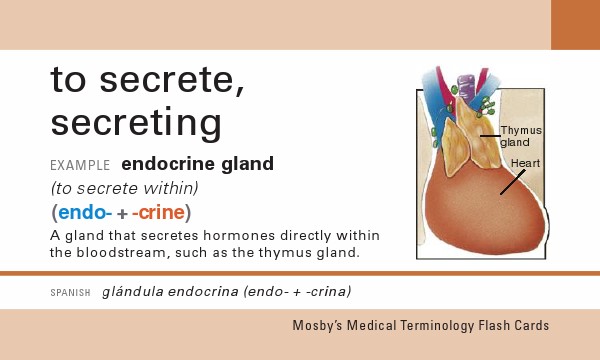 to secrete,
secreting
EXAMPLE endocrine gland
(to secrete within)
(endo- + -crine)
A gland that secretes hormones directly within
the bloodstream, such as the thymus gland.
Thymus
gland
Heart
SPANISH glándula endocrina (endo- + -crina)
Mosby's Medical Terminology Flash Cards